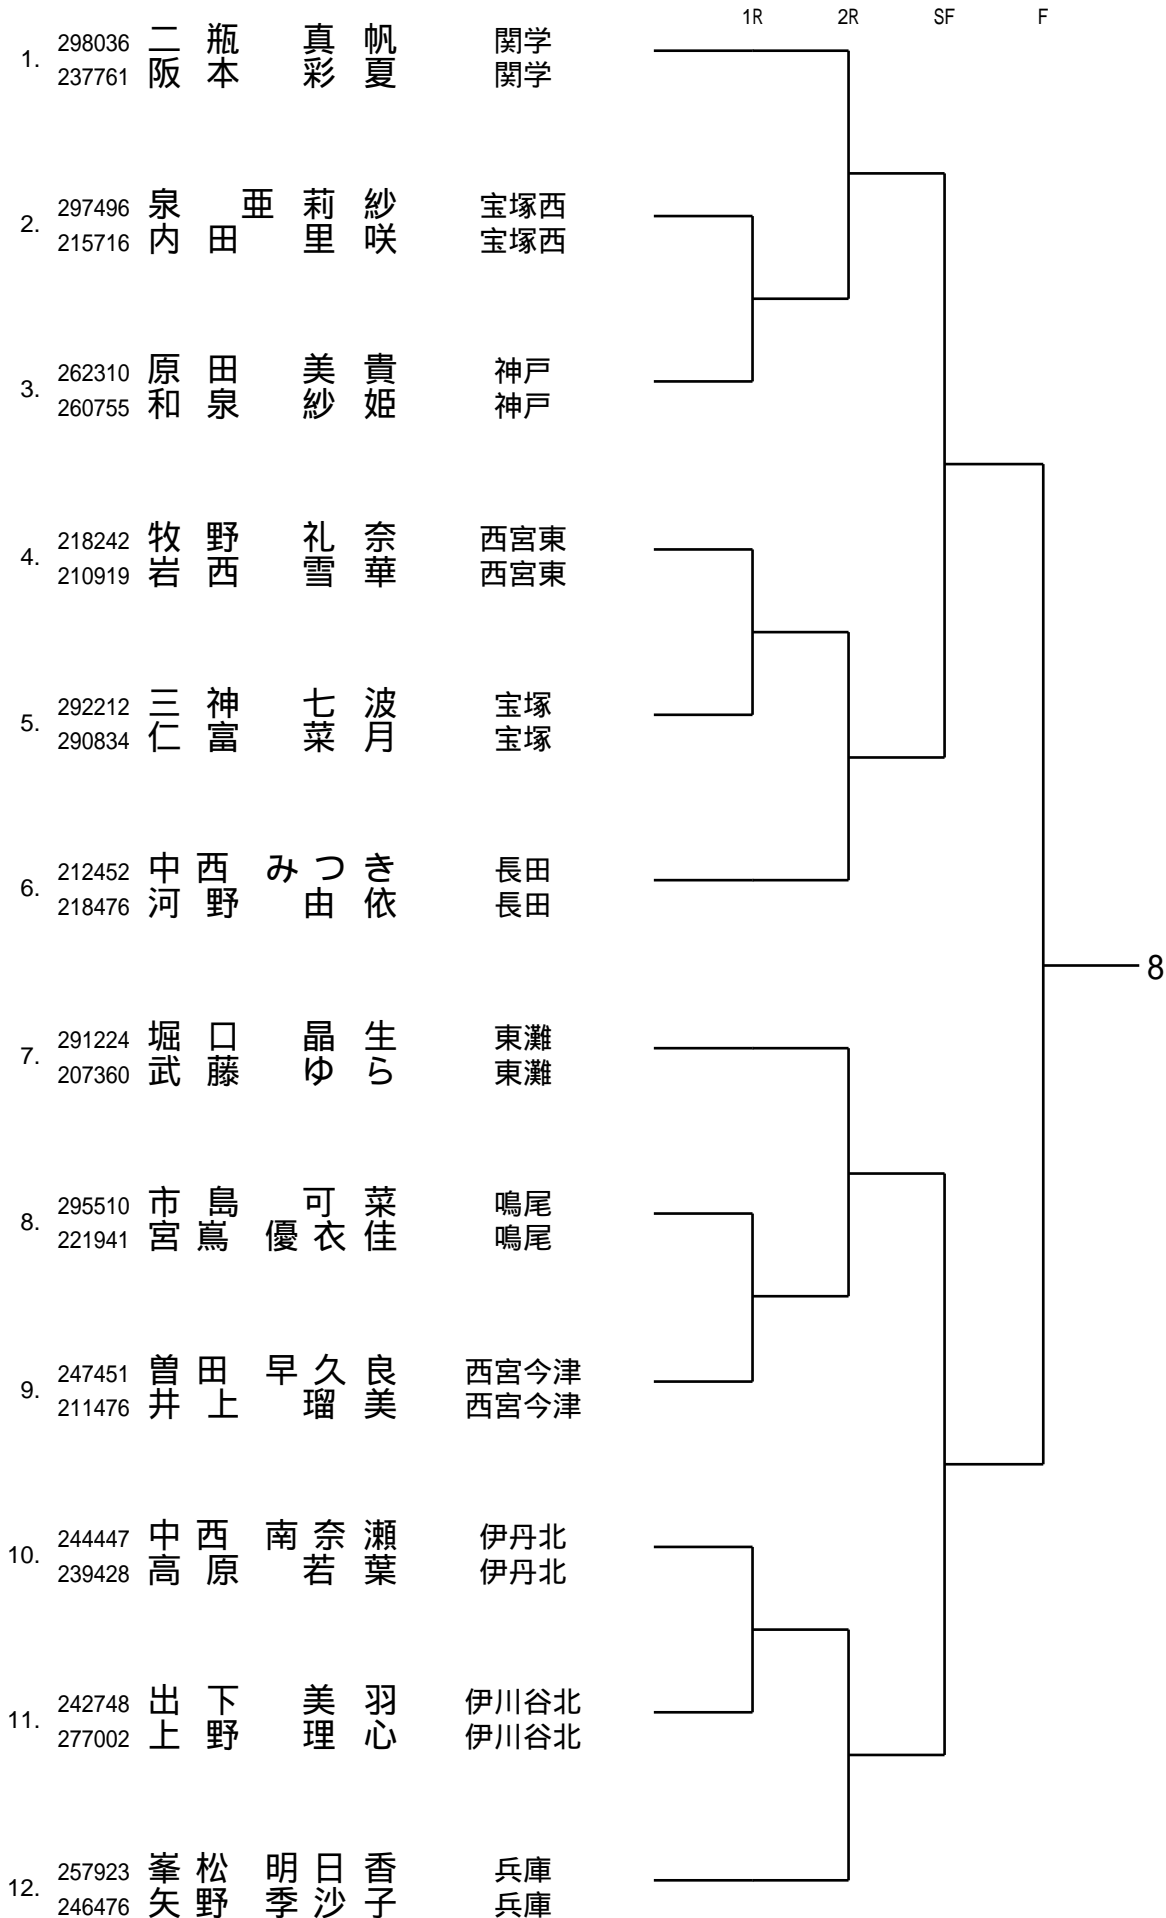 1R 2R SF F
1. 298036 二瓶 真帆 関学
237761 阪本 彩夏 関学
2. 297496 泉 亜莉紗 宝塚西
215716 内田 里咲 宝塚西
3. 262310 原田 美貴 神戸
260755 和泉 紗姫 神戸
4. 218242 牧野 礼奈 西宮東
210919 岩西 雪華 西宮東
5. 292212 三神 七波 宝塚
290834 仁富 菜月 宝塚
6. 212452 中西 みつき 長田
218476 河野 由依 長田
8
7. 291224 堀口 晶生 東灘
207360 武藤 ゆら 東灘
8. 295510 市島 可菜 鳴尾
221941 宮嶌 優衣佳 鳴尾
9. 247451 曽田 早久良 西宮今津
211476 井上 瑠美 西宮今津
10. 244447 中西 南奈瀬 伊丹北
239428 高原 若葉 伊丹北
11. 242748 出下 美羽 伊川谷北
277002 上野 理心 伊川谷北
12. 257923 峯松 明日香 兵庫
246476 矢野 季沙子 兵庫